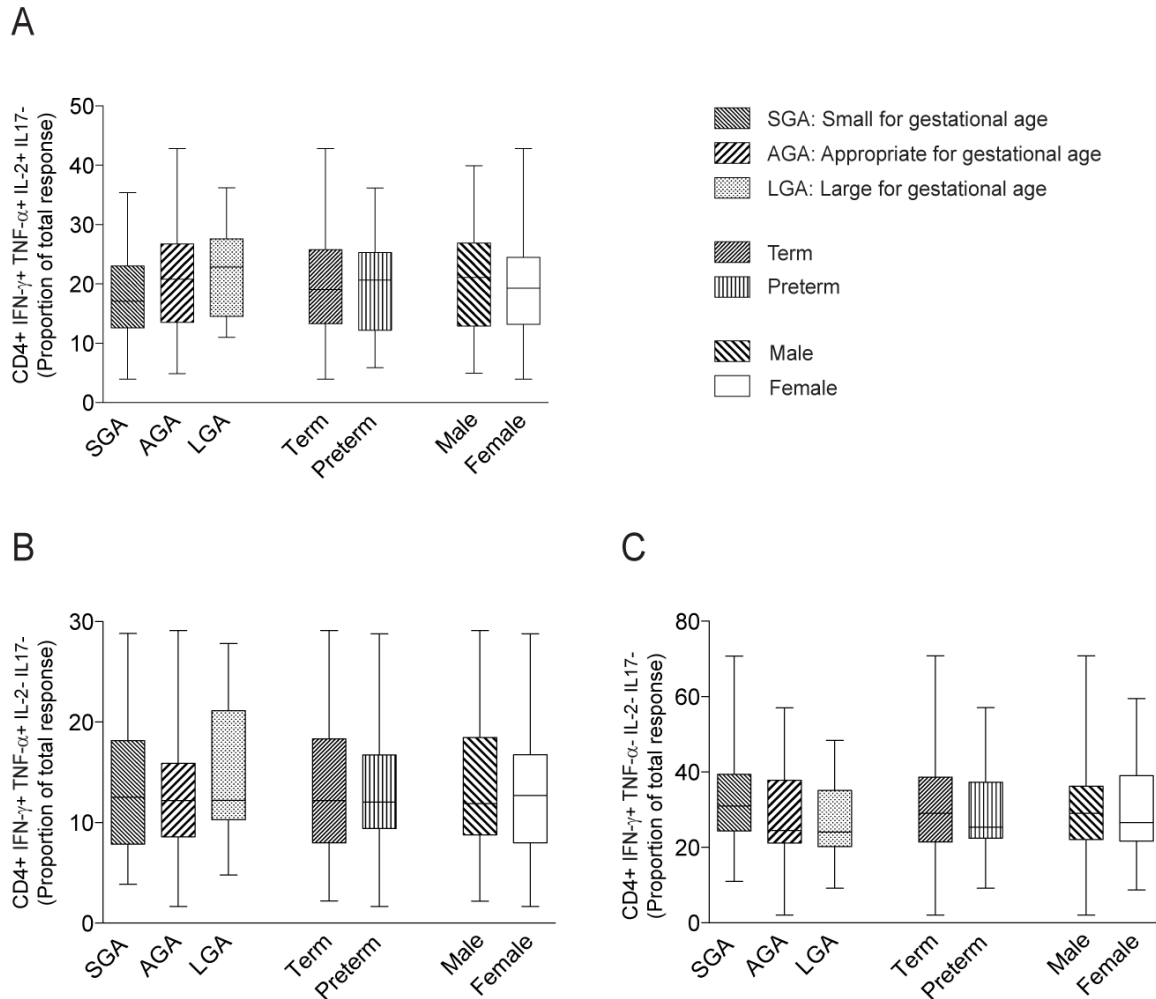 A
CD4+ IFN-γ+ TNF-α+ IL-2+ IL17-
(Proportion of total response)
50
40
30
20
10
0
SGA
AGA
LGA
Term
Preterm
Male
Female
SGA: Small for gestational age
AGA: Appropriate for gestational age
LGA: Large for gestational age
Term
Preterm
Male
Female
B
CD4+ IFN-γ+ TNF-α+ IL-2- IL17-
(Proportion of total response)
30
20
10
0
SGA
AGA
LGA
Term
Preterm
Male
Female
C
CD4+ IFN-γ+ TNF-α- IL-2- IL17-
(Proportion of total response)
80
60
40
20
0
SGA
AGA
LGA
Term
Preterm
Male
Female